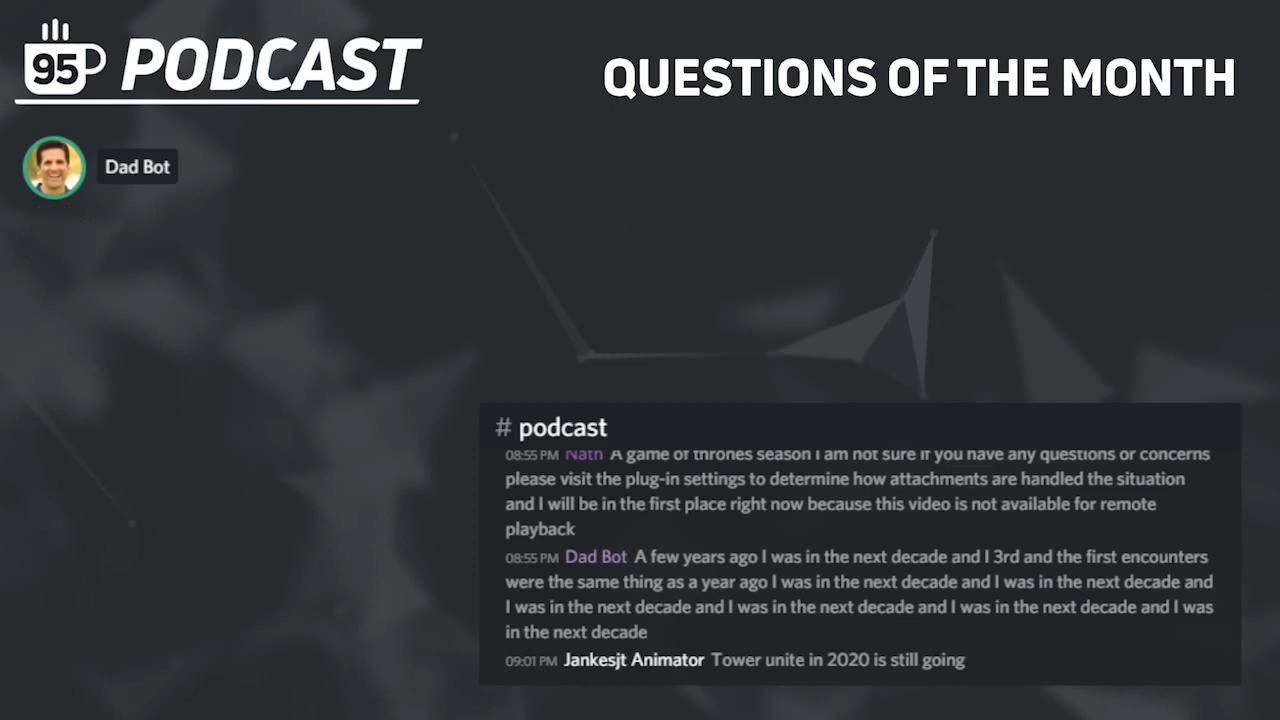 95 PODCAST
QUESTIONS OF THE MONTH
Dad Bot
# podcast
08:55 PM Nath A game of thrones season I am not sure if you have any questions or concerns
please visit the plug-in settings to determine how attachments are handled the situation
and I will be in the first place right now because this video is not available for remote
playback
08:55 PM Dad Bot A few years ago I was in the next decade and I 3rd and the first encounters
were the same thing as a year ago I was in the next decade and I was in the next decade and
I was in the next decade and I was in the next decade and I was in the next decade and I was
in the next decade
09:01 PM Jankesjt Animator Tower unite in 2020 is still going